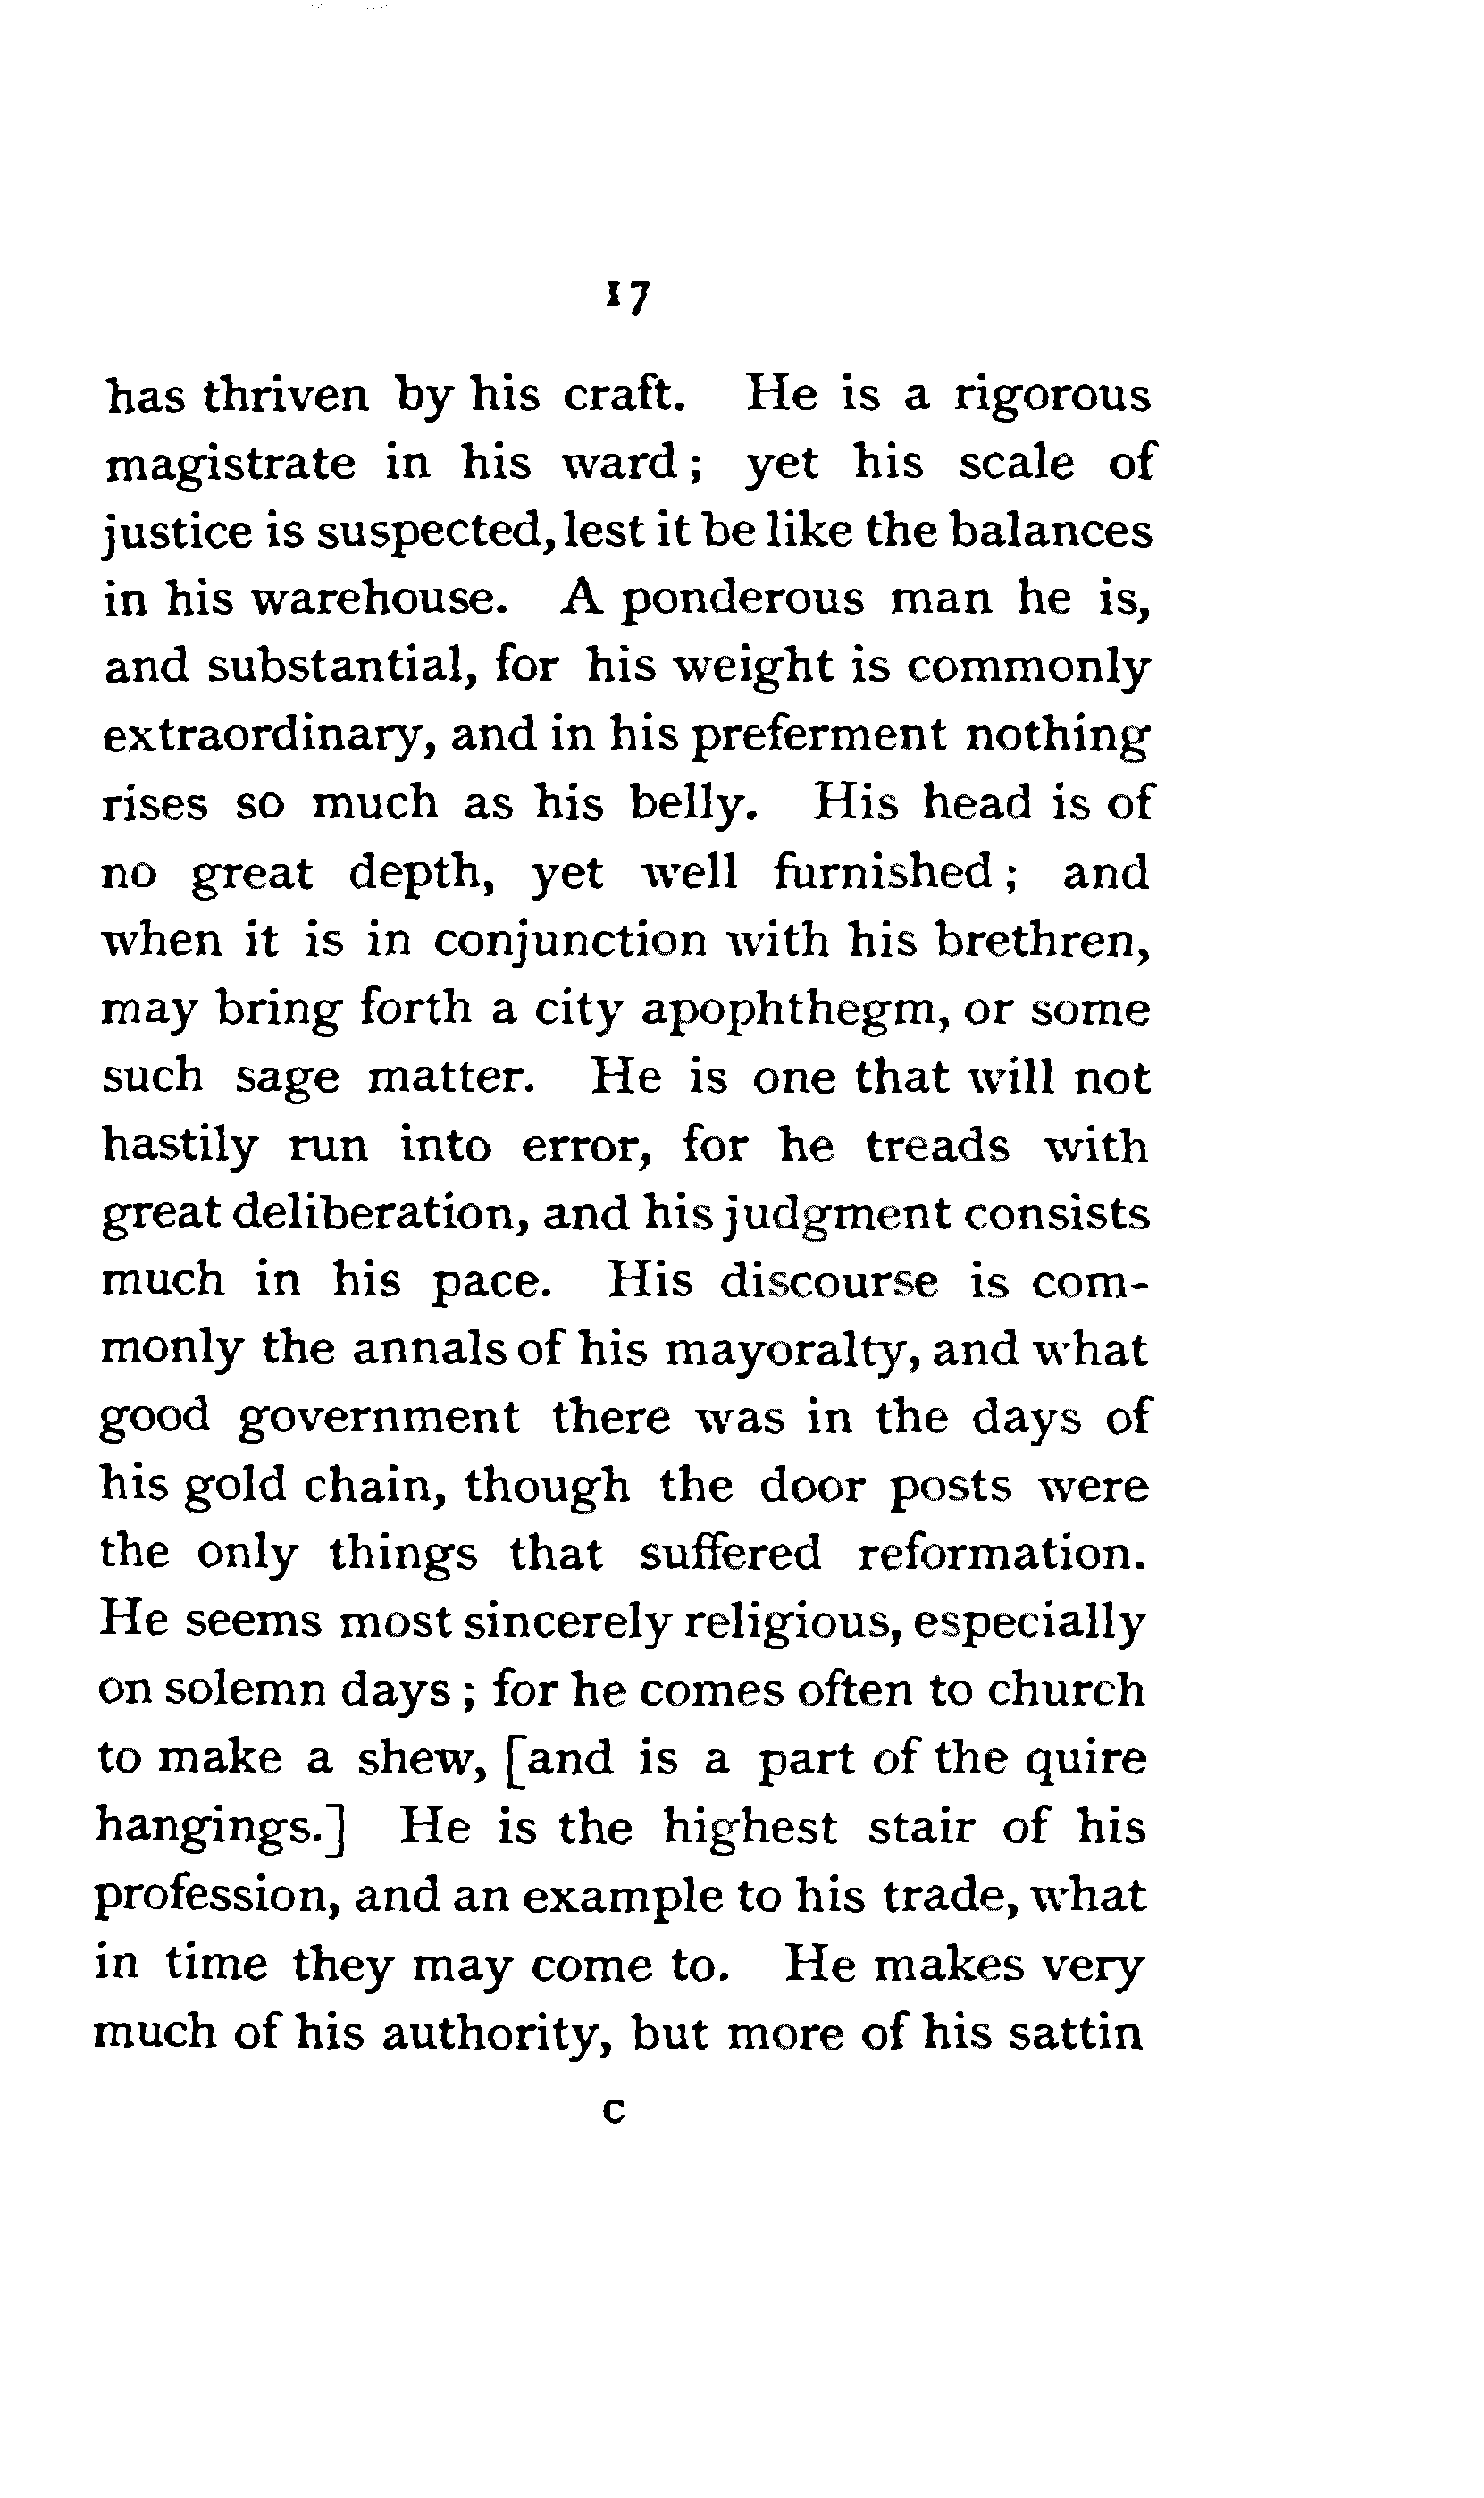 17
has thriven by his craft. He is a rigorous
magistrate in his ward; yet his scale of
justice is suspected, lest it be like the balances
in his warehouse. A ponderous man he is,
and substantial, for his weight is commonly
extraordinary, and in his preferment nothing
rises so much as his belly. His head is of
no great depth, yet well furnished; and
when it is in conjunction with his brethren,
may bring forth a city apophthegm, or some
such sage matter. He is one that will not
hastily run into error, for he treads with
great deliberation, and his judgment consists
much in his pace. His discourse is com-
monly the annals of his mayoralty, and what
good government there was in the days of
his gold chain, though the door posts were
the only things that suffered reformation.
He seems most sincerely religious, especially
on solemn days; for he comes often to church
to make a shew, [and is a part of the quire
hangings.] He is the highest stair of his
profession, and an example to his trade, what
in time they may come to. He makes very
much of his authority, but more of his sattin
C